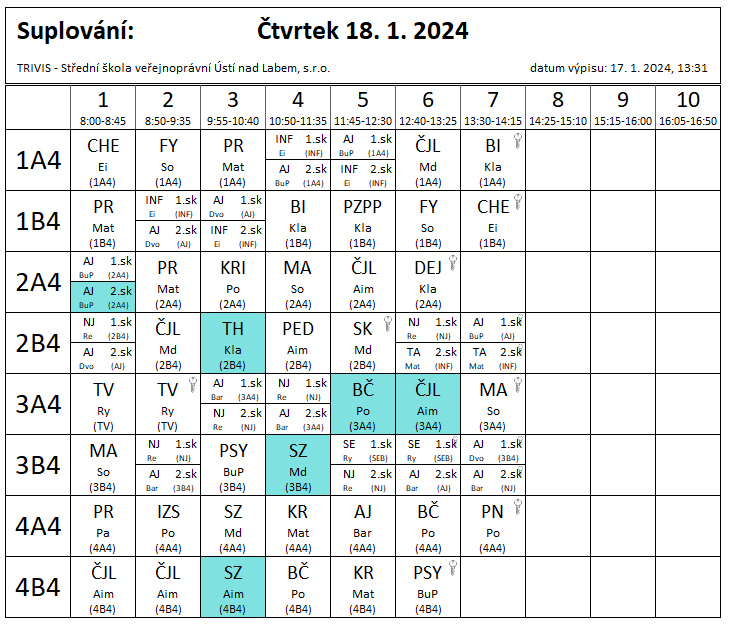 Suplování: Čtvrtek 18. 1. 2024
TRIVIS - Střední škola veřejnoprávní Ústí nad Labem, s.r.o. datum výpisu: 17. 1. 2024, 13:31
1 2 3 4 5 6 7 8 9 10
8:00-8:45 8:50-9:35 9:55-10:40 10:50-11:35 11:45-12:30 12:40-13:25 13:30-14:15 14:25-15:10 15:15-16:00 16:05-16:50
1A4
CHE Ei (1A4)
FY So (1A4)
PR Mat (1A4)
INF 1.sk Ei (INF)
AJ 2.sk BuP (1A4)
AJ 1.sk BuP (1A4)
INF 2.sk Ei (INF)
ČJL Md (1A4)
BI Kla (1A4)
1B4
PR Mat (1B4)
INF 1.sk Ei (INF)
AJ 2.sk Dvo (AJ)
AJ 1.sk Dvo (AJ)
INF 2.sk Ei (INF)
BI Kla (1B4)
PZPP Kla (1B4)
FY So (1B4)
CHE Ei (1B4)
2A4
AJ 1.sk BuP (2A4)
AJ 2.sk BuP (2A4)
PR Mat (2A4)
KRI Po (2A4)
MA So (2A4)
ČJL Aim (2A4)
DEJ Kla (2A4)
2B4
NJ 1.sk Re (2B4)
AJ 2.sk Dvo (AJ)
ČJL Md (2B4)
TH Kla (2B4)
PED Aim (2B4)
SK Md (2B4)
NJ 1.sk Re (NJ)
TA 2.sk Mat (INF)
AJ 1.sk BuP (AJ)
TA 2.sk Mat (INF)
3A4
TV Ry (TV)
TV Ry (TV)
AJ 1.sk Bar (3A4)
NJ 2.sk Re (NJ)
NJ 1.sk Re (NJ)
AJ 2.sk Bar (3A4)
BČ Po (3A4)
ČJL Aim (3A4)
MA So (3A4)
3B4
MA So (3B4)
NJ 1.sk Re (NJ)
AJ 2.sk Bar (3B4)
PSY BuP (3B4)
SZ Md (3B4)
SE 1.sk Ry (SEB)
NJ 2.sk Re (NJ)
SE 1.sk Ry (SEB)
AJ 2.sk Bar (AJ)
AJ 1.sk Dvo (3B4)
AJ 2.sk Bar (NJ)
4A4
PR Pa (4A4)
IZS Po (4A4)
SZ Md (4A4)
KR Mat (4A4)
AJ Bar (4A4)
BČ Po (4A4)
PN Po (4A4)
4B4
ČJL Aim (4B4)
ČJL Aim (4B4)
SZ Aim (4B4)
BČ Po (4B4)
KR Mat (4B4)
PSY BuP (4B4)